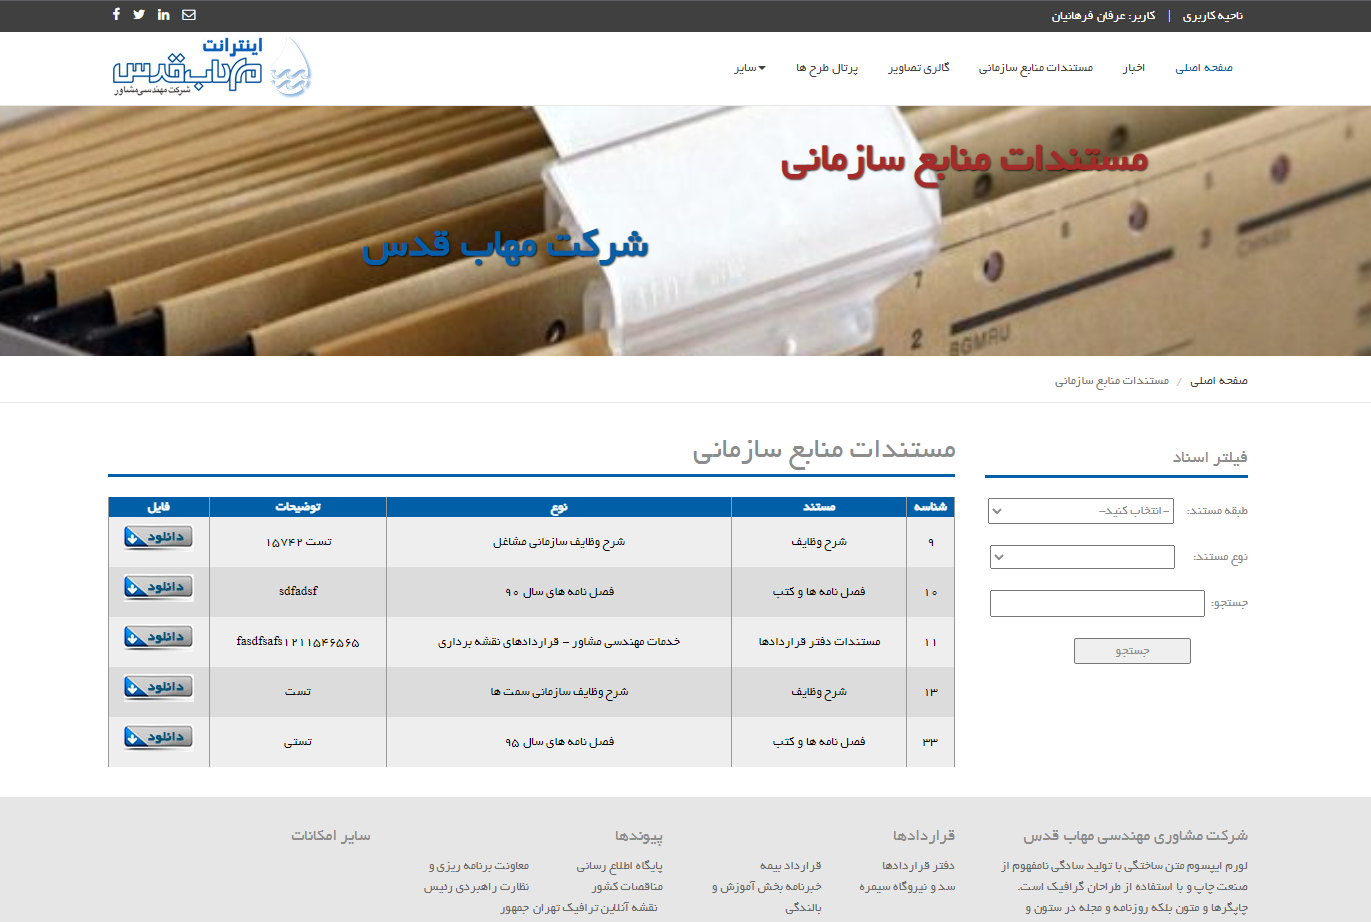 ناحیه کاربری | کاربر: عرفان فرهانیان
صفحه اصلی اخبار مستندات منابع سازمانی گالری تصاویر پرتال طرح ها سایر
اینترانت
مهاب قدس
شرکت مهندسی مشاور
مستندات منابع سازمانی
شرکت مهاب قدس
7
2
BGMRU
صفحه اصلی / مستندات منابع سازمانی
فیلتر اسناد
طبقه مستند: -انتخاب کنید-
نوع مستند:
جستجو:
جستجو
مستندات منابع سازمانی
شناسه مستند نوع توضیحات فایل
۹ شرح وظایف شرح وظایف سازمانی مشاغل تست ۱۵۷۴۲ دانلود
۱۰ فصل نامه ها و کتب فصل نامه های سال ۹۰ sdfadsf دانلود
۱۱ مستندات دفتر قراردادها خدمات مهندسی مشاور - قراردادهای نقشه برداری fasdfsafs۱۲۱۱۵۴۶۵۶۵ دانلود
۱۳ شرح وظایف شرح وظایف سازمانی سمت ها تست دانلود
۳۳ فصل نامه ها و کتب فصل نامه های سال ۹۵ تستی دانلود
شرکت مشاوری مهندسی مهاب قدس
لورم ایپسوم متن ساختگی با تولید سادگی نامفهوم از
صنعت چاپ و با استفاده از طراحان گرافیک است.
چاپگرها و متون بلکه روزنامه و مجله در ستون و
قراردادها
دفتر قراردادها
سد و نیروگاه سیمره
قرارداد بیمه
خبرنامه بخش آموزش و
بالندگی
پیوندها
پایگاه اطلاع رسانی
مناقصات کشور
نقشه آنلاین ترافیک تهران
معاونت برنامه ریزی و
نظارت راهبردی رئیس
جمهور
سایر امکانات